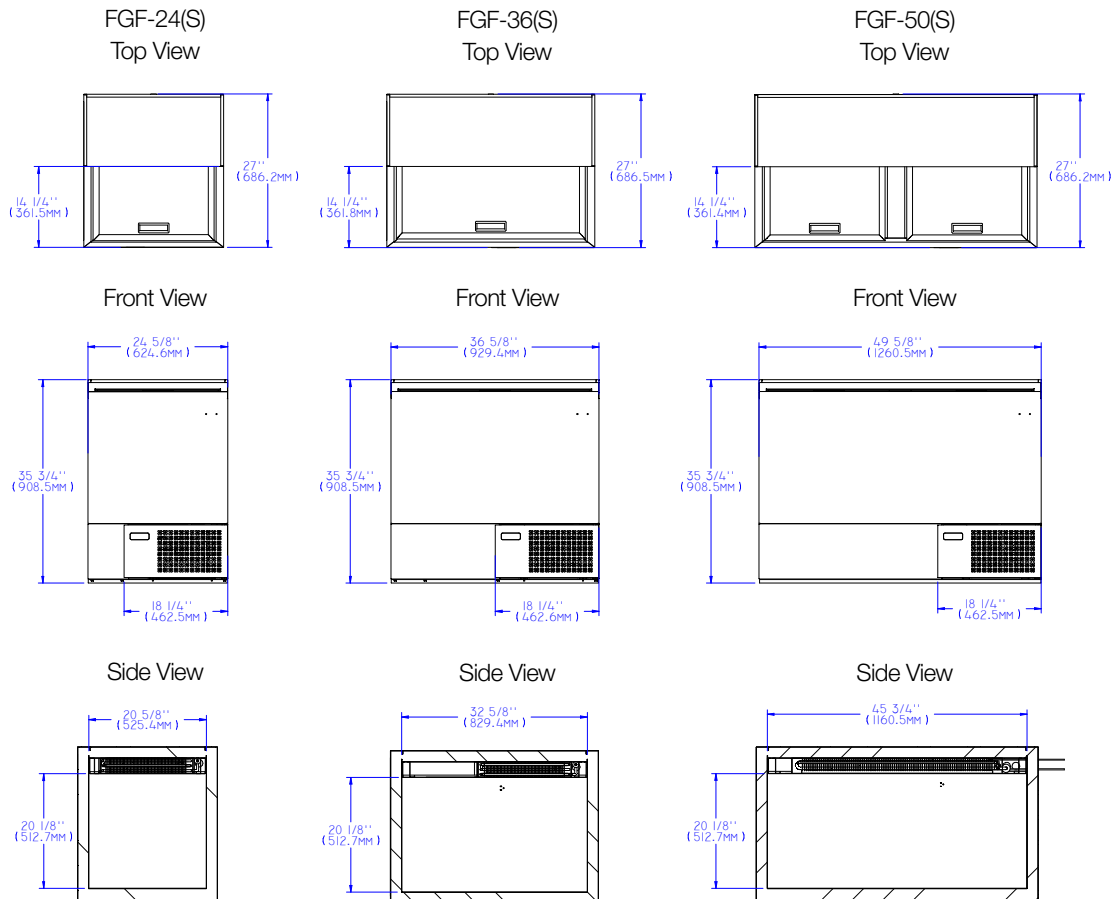 FGF-24(S)
Top View
FGF-36(S)
Top View
FGF-50(S)
Top View
27''
(686.2MM)
14 1/4''
(361.5MM)
27''
(686.5MM)
14 1/4''
(361.8MM)
27''
(686.2MM)
14 1/4''
(361.4MM)
Front View
Front View
Front View
24 5/8''
(624.6MM)
35 3/4''
(908.5MM)
18 1/4''
(462.5MM)
36 5/8''
(929.4MM)
35 3/4''
(908.5MM)
18 1/4''
(462.6MM)
49 5/8''
(1260.5MM)
35 3/4''
(908.5MM)
18 1/4''
(462.5MM)
Side View
Side View
Side View
20 5/8''
(525.4MM)
20 1/8''
(512.7MM)
32 5/8''
(829.4MM)
20 1/8''
(512.7MM)
45 3/4''
(1160.5MM)
20 1/8''
(512.7MM)